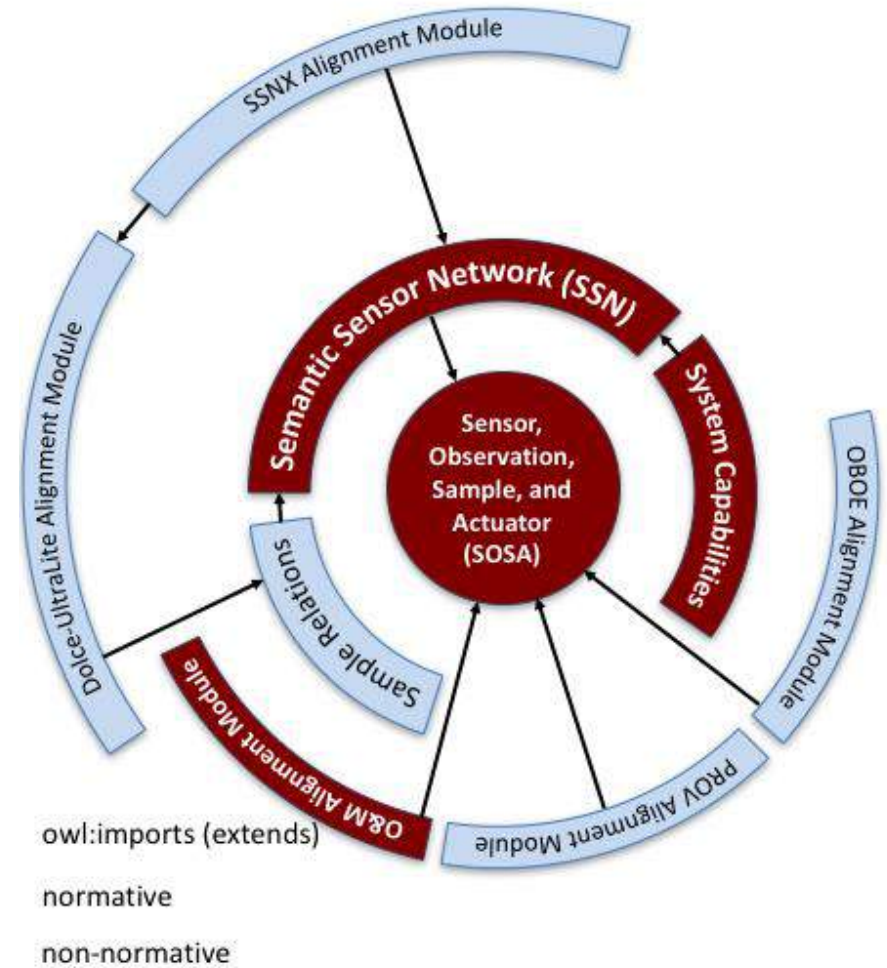 SSNX Alignment Module
Dolce-UltraLite Alignment Module
Semantic Sensor Network (SSN)
System Capabilities
OBOE Alignment Module
Sensor,
Observation,
Sample, and
Actuator
(SOSA)
Sample Relations
O&M Alignment Module
PROV Alignment Module
owl:imports (extends)
normative
non-normative